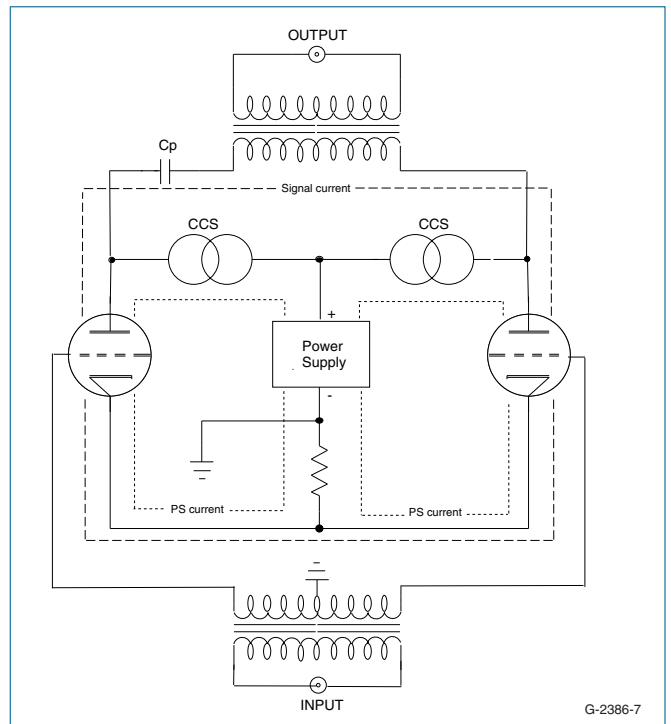 OUTPUT
Cp
Signal current
CCS
CCS
+
Power
Supply
-
PS current
PS current
INPUT
G-2386-7